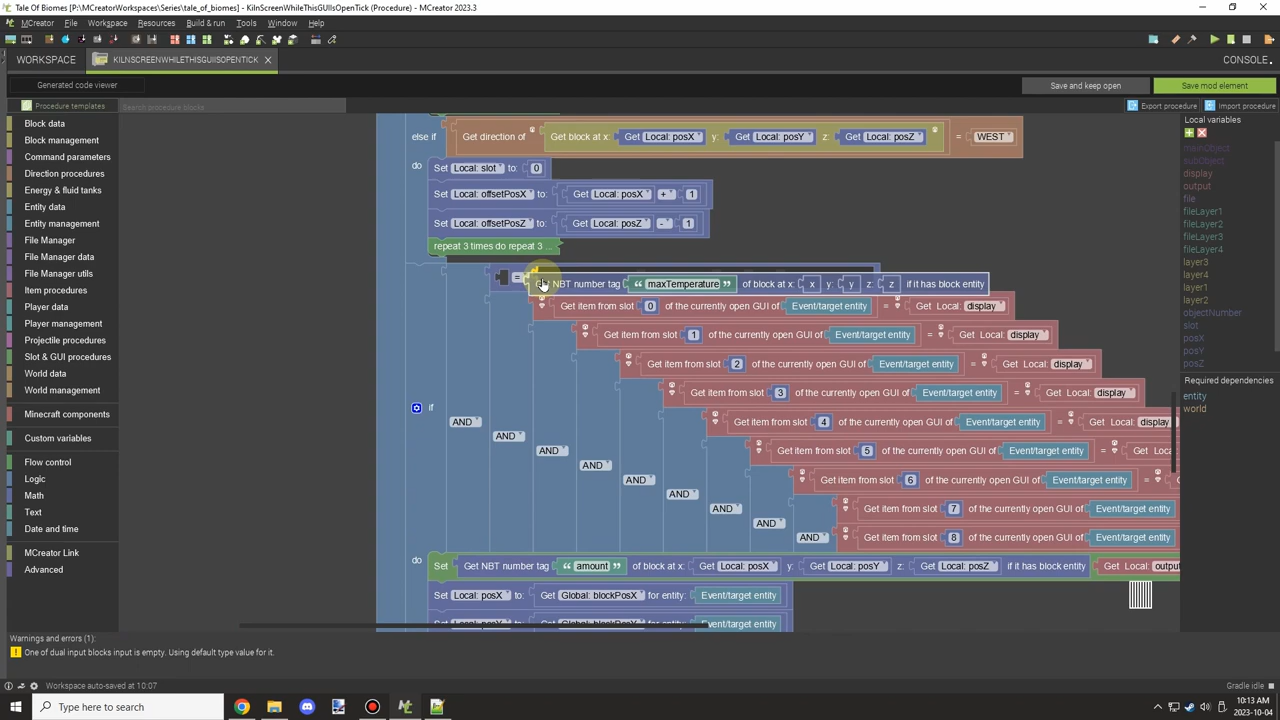 Tale Of Biomes [P:\MCreatorWorkspaces\Series\tale_of_biomes] - KilnScreenWhileThisGUIIsOpenTick (Procedure) - MCreator 2023.3
MCreator File Workspace Resources Build & run Tools Window Help
WORKSPACE KILNSCREENWHILETHISGUIISOPENTICK × CONSOLE
Generated code viewer Save and keep open Save mod element
Procedure templates Search procedure blocks Export procedure Import procedure
Block data
Block management
Command parameters
Direction procedures
Energy & fluid tanks
Entity data
Entity management
File Manager
File Manager data
File Manager utils
Item procedures
Player data
Player management
Projectile procedures
Slot & GUI procedures
World data
World management
Minecraft components
Custom variables
Flow control
Logic
Math
Text
Date and time
MCreator Link
Advanced
else if Get direction of Get block at x: Get Local: posX y: Get Local: posY z: Get Local: posZ = WEST
do Set Local: slot to: 0
Set Local: offsetPosX to: Get Local: posX + 1
Set Local: offsetPosZ to: Get Local: posZ - 1
repeat 3 times do repeat 3 ...
= NBT number tag “ maxTemperature ” of block at x: x y: y z: z if it has block entity
Get item from slot 0 of the currently open GUI of Event/target entity = Get Local: display
Get item from slot 1 of the currently open GUI of Event/target entity = Get Local: display
Get item from slot 2 of the currently open GUI of Event/target entity = Get Local: display
Get item from slot 3 of the currently open GUI of Event/target entity = Get Local: display
if AND Get item from slot 4 of the currently open GUI of Event/target entity = Get Local: display
AND
AND Get item from slot 5 of the currently open GUI of Event/target entity =
AND
AND Get item from slot 6 of the currently open GUI of Event/target entity =
AND
AND Get item from slot 7 of the currently open GUI of Event/target entity
AND
AND Get item from slot 8 of the currently open GUI of Event/target entity
do Set Get NBT number tag “ amount ” of block at x: Get Local: posX y: Get Local: posY z: Get Local: posZ if it has block entity Get Local:
Set Local: posX to: Get Global: blockPosX for entity: Event/target entity
Local variables
mainObject
subObject
display
output
file
fileLayer1
fileLayer2
fileLayer3
fileLayer4
layer3
layer4
layer1
layer2
objectNumber
slot
posX
posY
posZ
Required dependencies
entity
world
Warnings and errors (1):
One of dual input blocks input is empty. Using default type value for it.
Workspace auto-saved at 10:07 Gradle idle
Type here to search
10:13 AM
2023-10-04